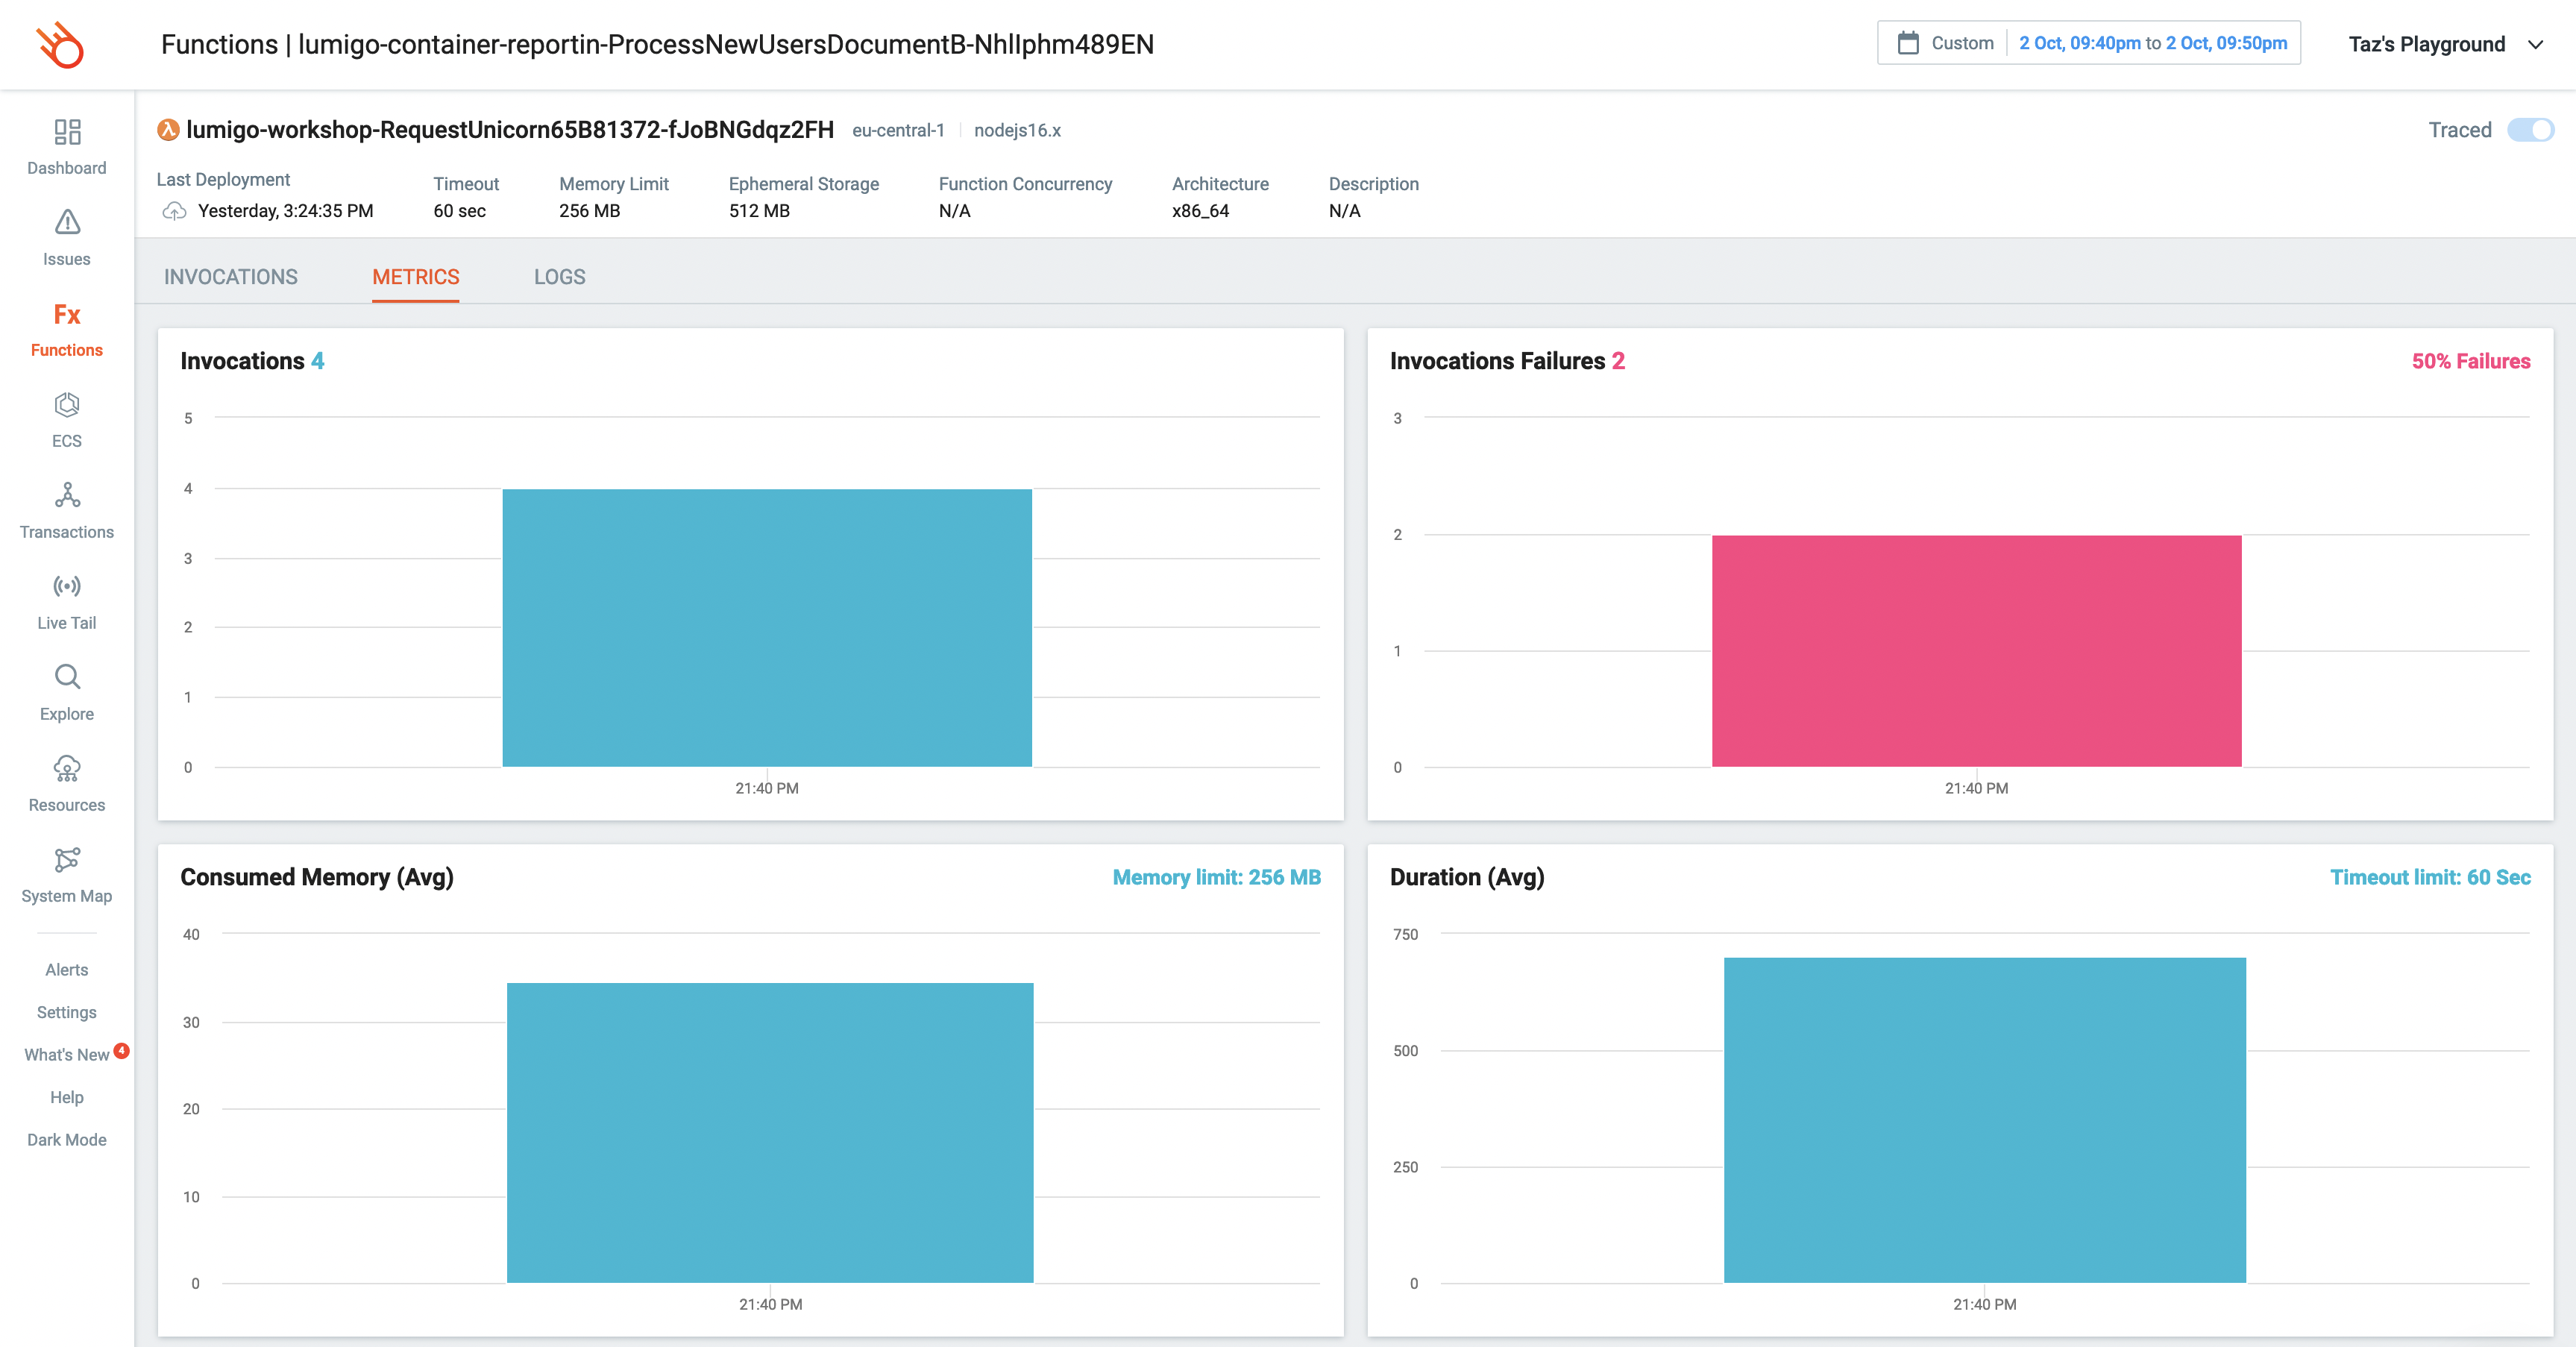 Functions | lumigo-container-reportin-ProcessNewUsersDocumentB-NhlIphm489EN
Custom 2 Oct, 09:40pm to 2 Oct, 09:50pm
Taz's Playground
Dashboard
Issues
Fx
Functions
ECS
Transactions
Live Tail
Explore
Resources
System Map
Alerts
Settings
What's New 4
Help
Dark Mode
lumigo-workshop-RequestUnicorn65B81372-fJoBNGdqz2FH eu-central-1 nodejs16.x
Traced
Last Deployment Timeout Memory Limit Ephemeral Storage Function Concurrency Architecture Description
Yesterday, 3:24:35 PM 60 sec 256 MB 512 MB N/A x86_64 N/A
INVOCATIONS METRICS LOGS
Invocations 4
5
4
3
2
1
0
21:40 PM
Invocations Failures 2 50% Failures
3
2
1
0
21:40 PM
Consumed Memory (Avg) Memory limit: 256 MB
40
30
20
10
0
21:40 PM
Duration (Avg) Timeout limit: 60 Sec
750
500
250
0
21:40 PM